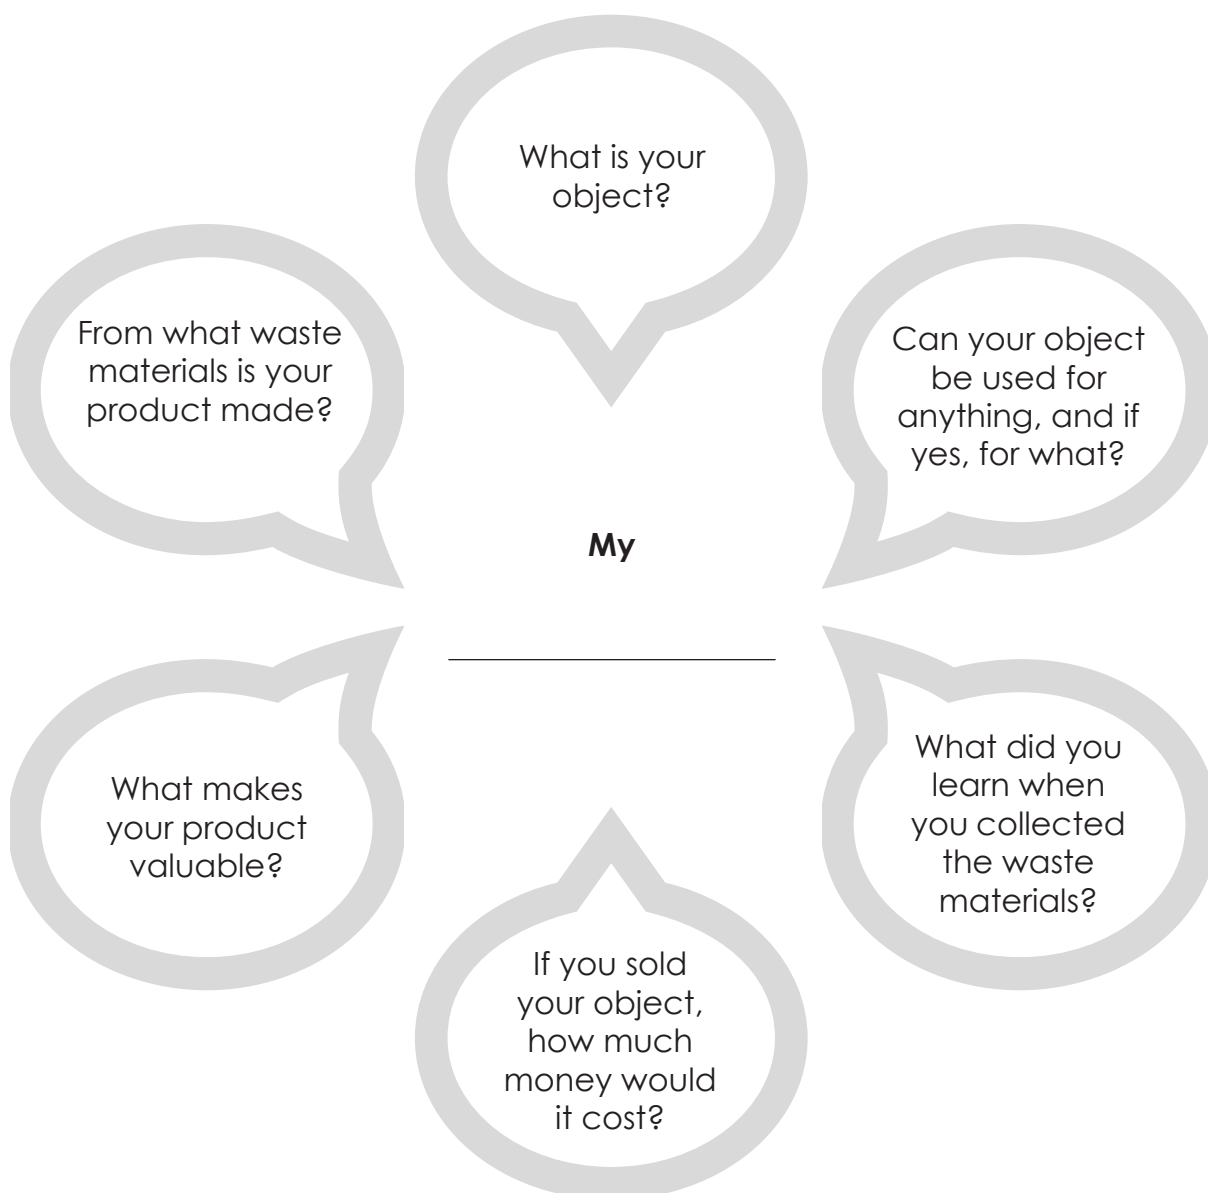 What is your
object?
From what waste
materials is your
product made?
Can your object
be used for
anything, and if
yes, for what?
My
What makes
your product
valuable?
What did you
learn when
you collected
the waste
materials?
If you sold
your object,
how much
money would
it cost?